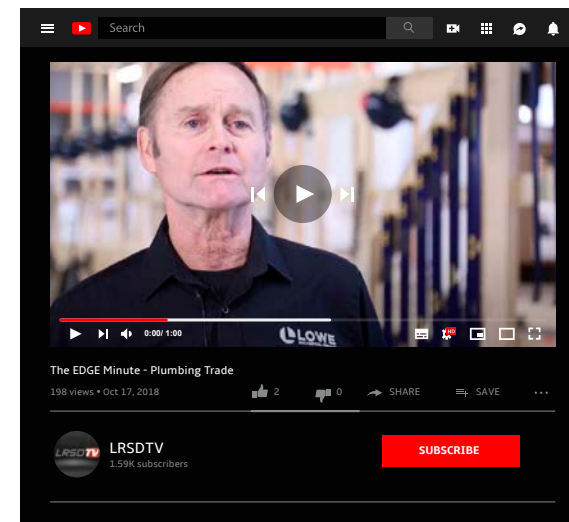 Search
LOWE
HD
0:00/ 1:00
The EDGE Minute - Plumbing Trade
198 views • Oct 17, 2018
2
0
SHARE
SAVE
LRSDTV
LRSDTV
1.59K subscribers
SUBSCRIBE